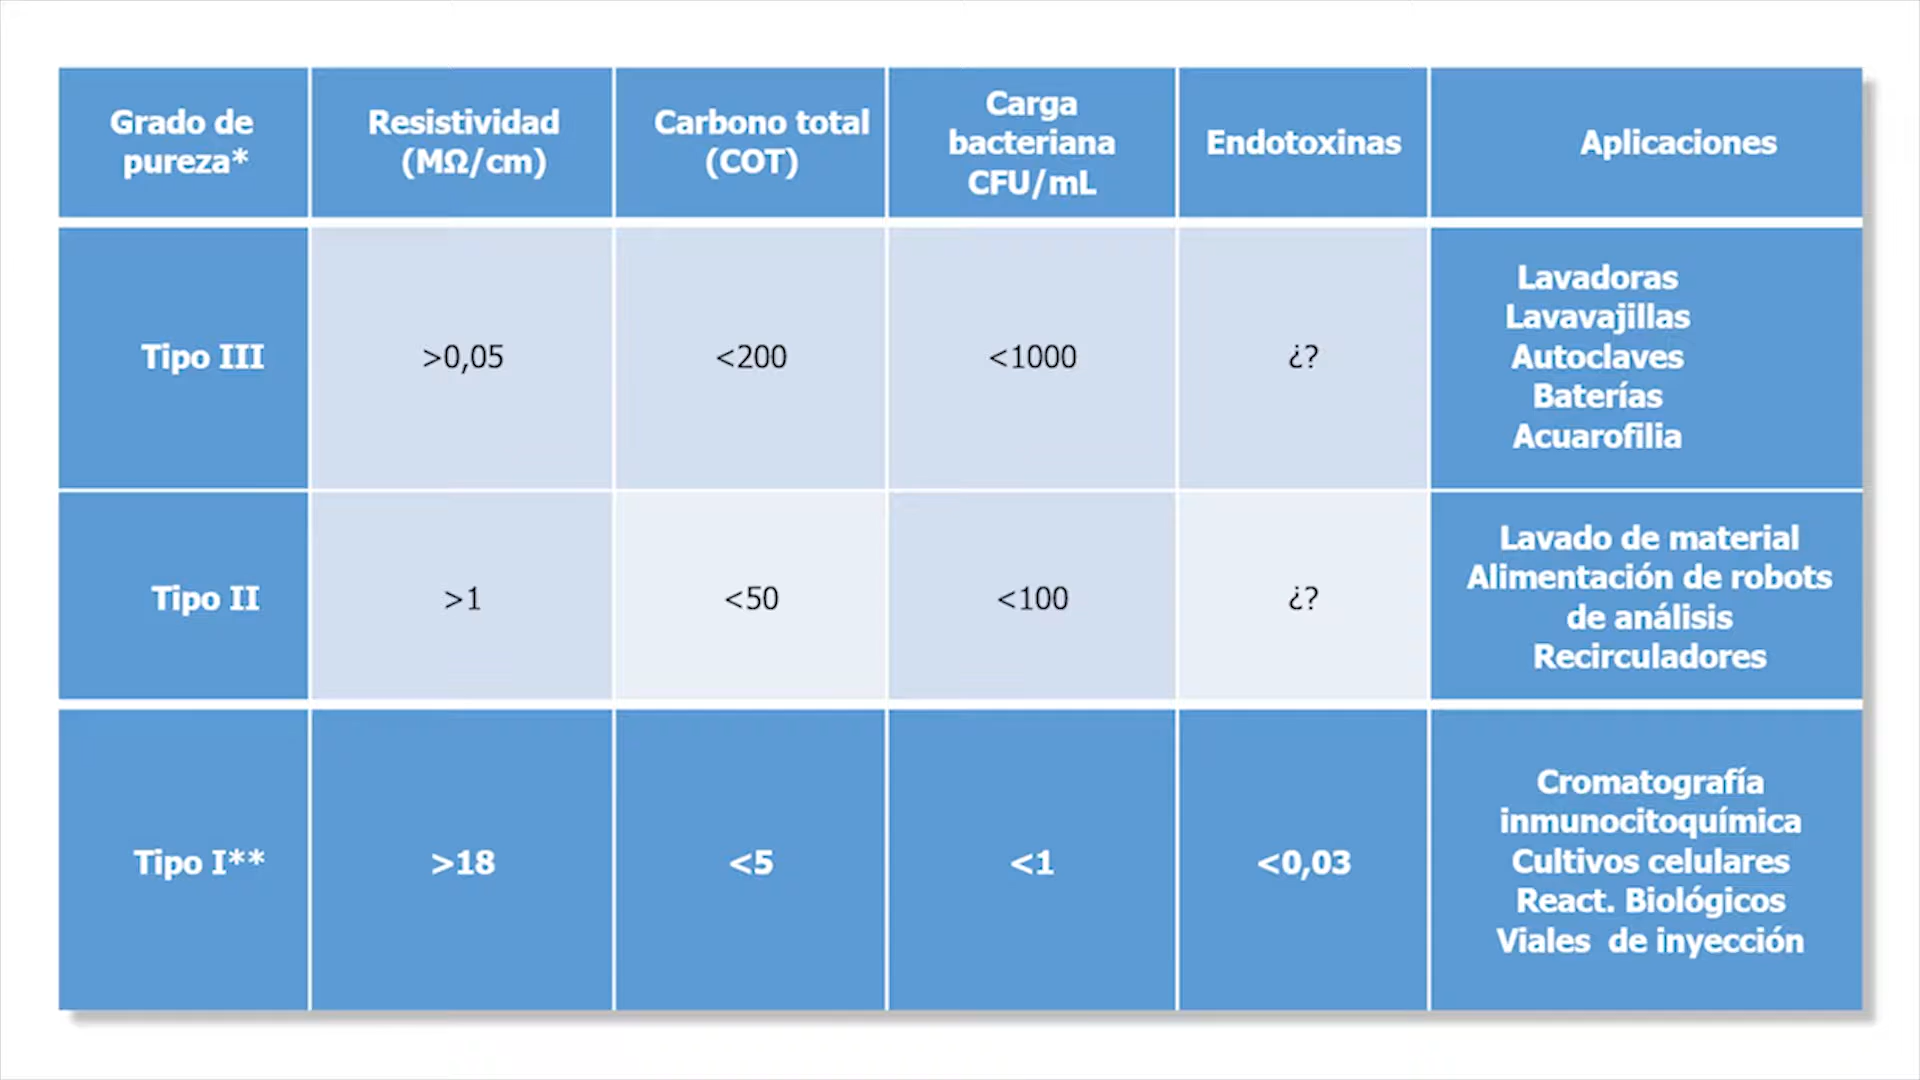 Grado de
pureza*
Resistividad
(MΩ/cm)
Carbono total
(COT)
Carga
bacteriana
CFU/mL
Endotoxinas
Aplicaciones
Tipo III
>0,05
<200
<1000
¿?
Lavadoras
Lavavajillas
Autoclaves
Baterías
Acuarofilia
Tipo II
>1
<50
<100
¿?
Lavado de material
Alimentación de robots
de análisis
Recirculadores
Tipo I**
>18
<5
<1
<0,03
Cromatografía
inmunocitoquímica
Cultivos celulares
React. Biológicos
Viales  de inyección